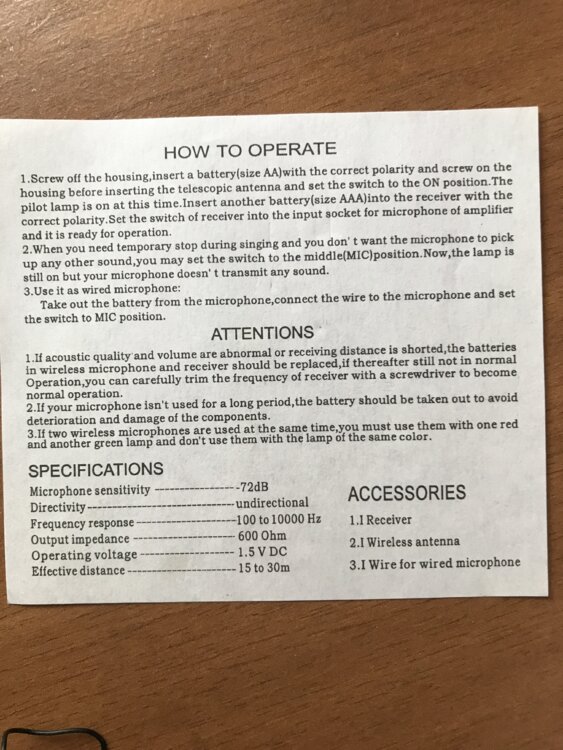 HOW TO OPERATE
1.Screw off the housing,insert a battery(size AA)with the correct polarity and screw on the
housing before inserting the telescopic antenna and set the switch to the ON position.The
pilot lamp is on at this time.Insert another battery(size AAA)into the receiver with the
correct polarity.Set the switch of receiver into the input socket for microphone of amplifier
and it is ready for operation.
2.When you need temporary stop during singing and you don' t want the microphone to pick
up any other sound,you may set the switch to the middle(MIC)position.Now,the lamp is
still on but your microphone doesn' t transmit any sound.
3.Use it as wired microphone:
Take out the battery from the microphone,connect the wire to the microphone and set
the switch to MIC position.
ATTENTIONS
1.If acoustic quality and volume are abnormal or receiving distance is shorted,the batteries
in wireless microphone and receiver should be replaced,if thereafter still not in normal
Operation,you can carefully trim the frequency of receiver with a screwdriver to become
normal operation.
2.If your microphone isn't used for a long period,the battery should be taken out to avoid
deterioration and damage of the components.
3.If two wireless microphones are used at the same time,you must use them with one red
and another green lamp and don't use them with the lamp of the same color.
SPECIFICATIONS
Microphone sensitivity ----------------72dB
Directivity-----------------------------undirectional
Frequency response -------------------100 to 10000 Hz
Output impedance -------------------- 600 Ohm
Operating voltage ------------------- 1.5 V DC
Effective distance --------------------- 15 to 30m
ACCESSORIES
1.I Receiver
2.I Wireless antenna
3.I Wire for wired microphone